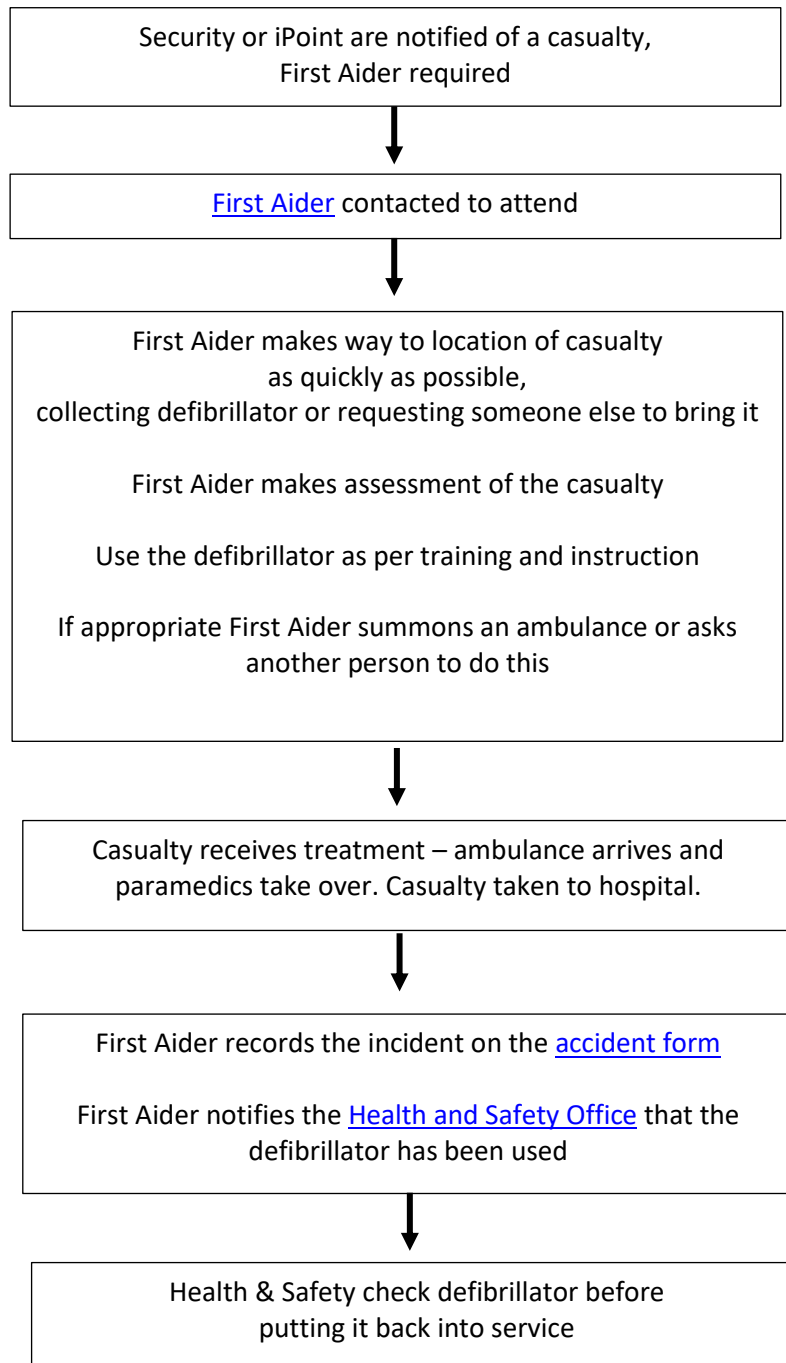 Security or iPoint are notified of a casualty,
First Aider required
First Aider contacted to attend
First Aider makes way to location of casualty
as quickly as possible,
collecting defibrillator or requesting someone else to bring it
First Aider makes assessment of the casualty
Use the defibrillator as per training and instruction
If appropriate First Aider summons an ambulance or asks
another person to do this
Casualty receives treatment – ambulance arrives and
paramedics take over. Casualty taken to hospital.
First Aider records the incident on the accident form
First Aider notifies the Health and Safety Office that the
defibrillator has been used
Health & Safety check defibrillator before
putting it back into service